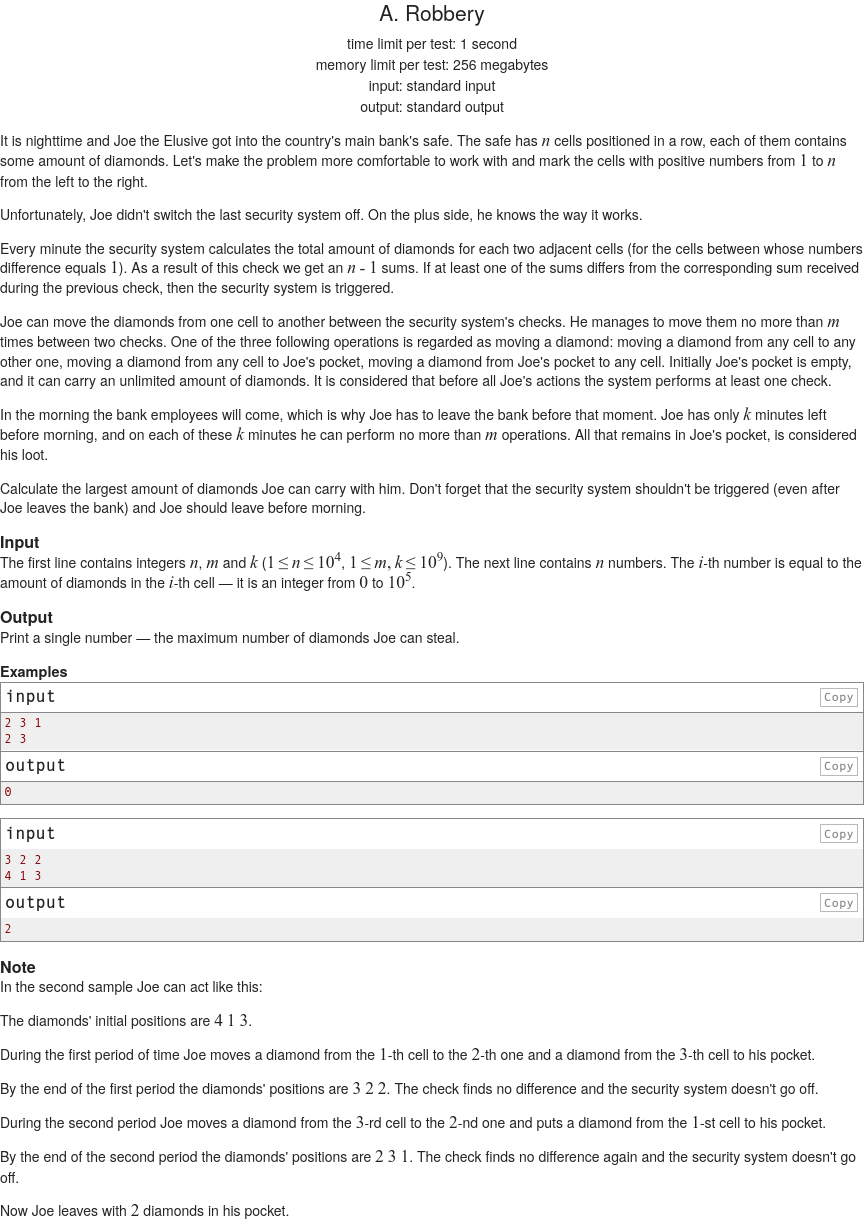 A. Robbery
time limit per test: 1 second
memory limit per test: 256 megabytes
input: standard input
output: standard output
It is nighttime and Joe the Elusive got into the country's main bank's safe. The safe has n cells positioned in a row, each of them contains
some amount of diamonds. Let's make the problem more comfortable to work with and mark the cells with positive numbers from 1 to n
from the left to the right.
Unfortunately, Joe didn't switch the last security system off. On the plus side, he knows the way it works.
Every minute the security system calculates the total amount of diamonds for each two adjacent cells (for the cells between whose numbers
difference equals 1). As a result of this check we get an n - 1 sums. If at least one of the sums differs from the corresponding sum received
during the previous check, then the security system is triggered.
Joe can move the diamonds from one cell to another between the security system's checks. He manages to move them no more than m
times between two checks. One of the three following operations is regarded as moving a diamond: moving a diamond from any cell to any
other one, moving a diamond from any cell to Joe's pocket, moving a diamond from Joe's pocket to any cell. Initially Joe's pocket is empty,
and it can carry an unlimited amount of diamonds. It is considered that before all Joe's actions the system performs at least one check.
In the morning the bank employees will come, which is why Joe has to leave the bank before that moment. Joe has only k minutes left
before morning, and on each of these k minutes he can perform no more than m operations. All that remains in Joe's pocket, is considered
his loot.
Calculate the largest amount of diamonds Joe can carry with him. Don't forget that the security system shouldn't be triggered (even after
Joe leaves the bank) and Joe should leave before morning.
Input
The first line contains integers n, m and k (1 ≤ n ≤ 10^4, 1 ≤ m, k ≤ 10^9). The next line contains n numbers. The i-th number is equal to the
amount of diamonds in the i-th cell — it is an integer from 0 to 10^5.
Output
Print a single number — the maximum number of diamonds Joe can steal.
Examples
input Copy
2 3 1
2 3
output Copy
0
input Copy
3 2 2
4 1 3
output Copy
2
Note
In the second sample Joe can act like this:
The diamonds' initial positions are 4 1 3.
During the first period of time Joe moves a diamond from the 1-th cell to the 2-th one and a diamond from the 3-th cell to his pocket.
By the end of the first period the diamonds' positions are 3 2 2. The check finds no difference and the security system doesn't go off.
During the second period Joe moves a diamond from the 3-rd cell to the 2-nd one and puts a diamond from the 1-st cell to his pocket.
By the end of the second period the diamonds' positions are 2 3 1. The check finds no difference again and the security system doesn't go
off.
Now Joe leaves with 2 diamonds in his pocket.